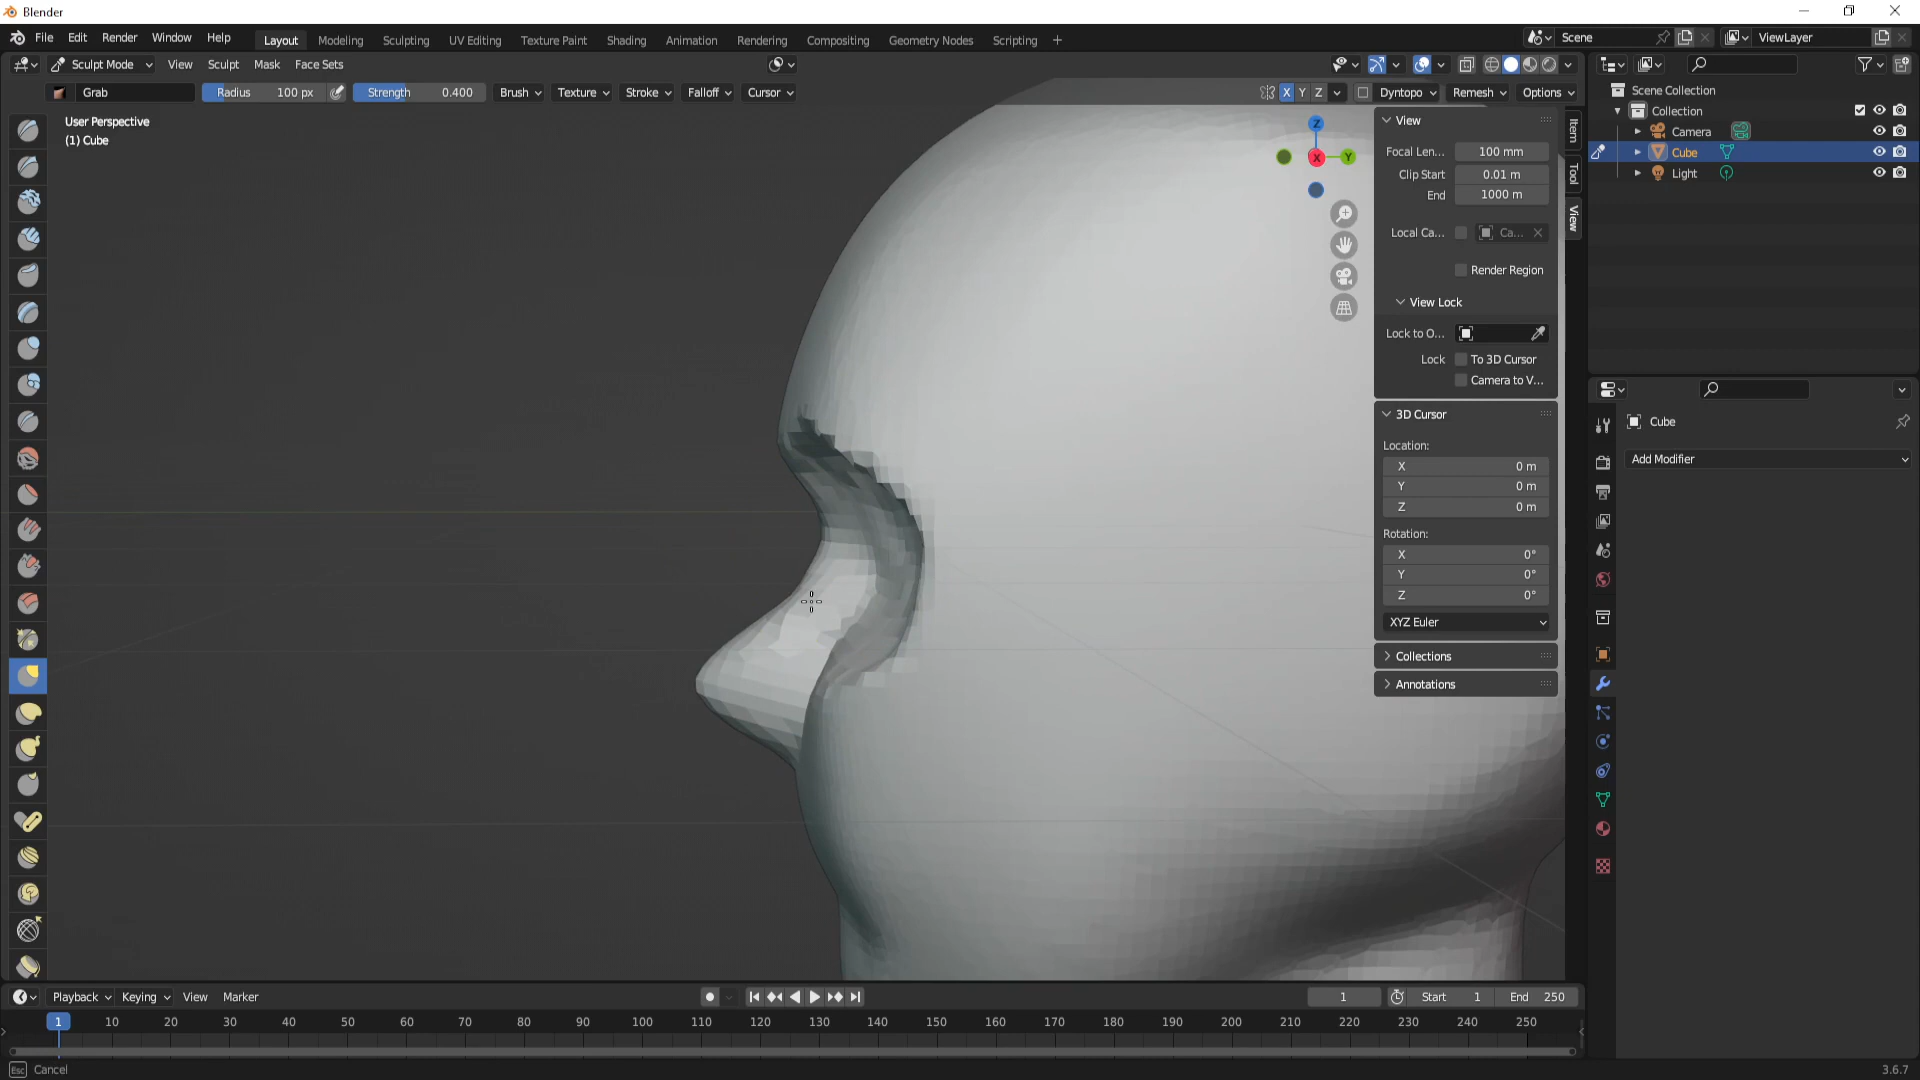 Blender
File Edit Render Window Help Layout Modeling Sculpting UV Editing Texture Paint Shading Animation Rendering Compositing Geometry Nodes Scripting + Scene ViewLayer
Sculpt Mode View Sculpt Mask Face Sets
Grab Radius 100 px Strength 0.400 Brush Texture Stroke Falloff Cursor X Y Z Dyntopo Remesh Options
User Perspective
(1) Cube
Z
X Y
View
Focal Len... 100 mm
Clip Start 0.01 m
End 1000 m
Local Ca... Ca...
Render Region
View Lock
Lock to O...
Lock To 3D Cursor
Camera to V...
3D Cursor
Location:
X 0 m
Y 0 m
Z 0 m
Rotation:
X 0°
Y 0°
Z 0°
XYZ Euler
Collections
Annotations
Item
Tool
View
Scene Collection
Collection
Camera
Cube
Light
Cube
Add Modifier
Playback Keying View Marker 1 Start 1 End 250
1 10 20 30 40 50 60 70 80 90 100 110 120 130 140 150 160 170 180 190 200 210 220 230 240 250
Esc Cancel 3.6.7